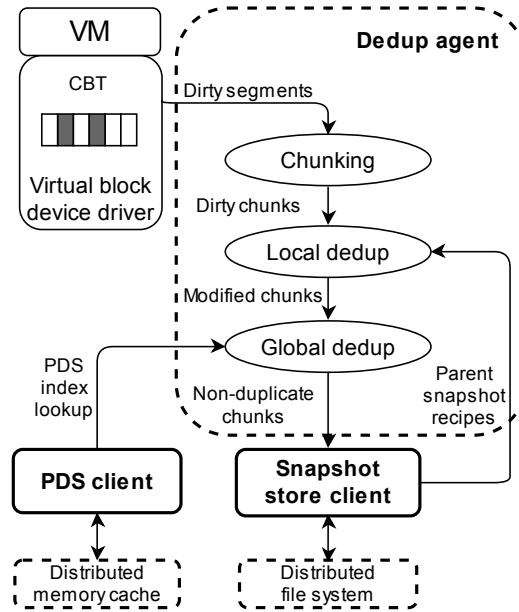 VM
Dedup agent
CBT
Dirty segments
Virtual block
device driver
Chunking
Dirty chunks
Local dedup
Modified chunks
Global dedup
PDS
index
lookup
Non-duplicate
chunks
Parent
snapshot
recipes
PDS client
Snapshot
store client
Distributed
memory cache
Distributed
file system